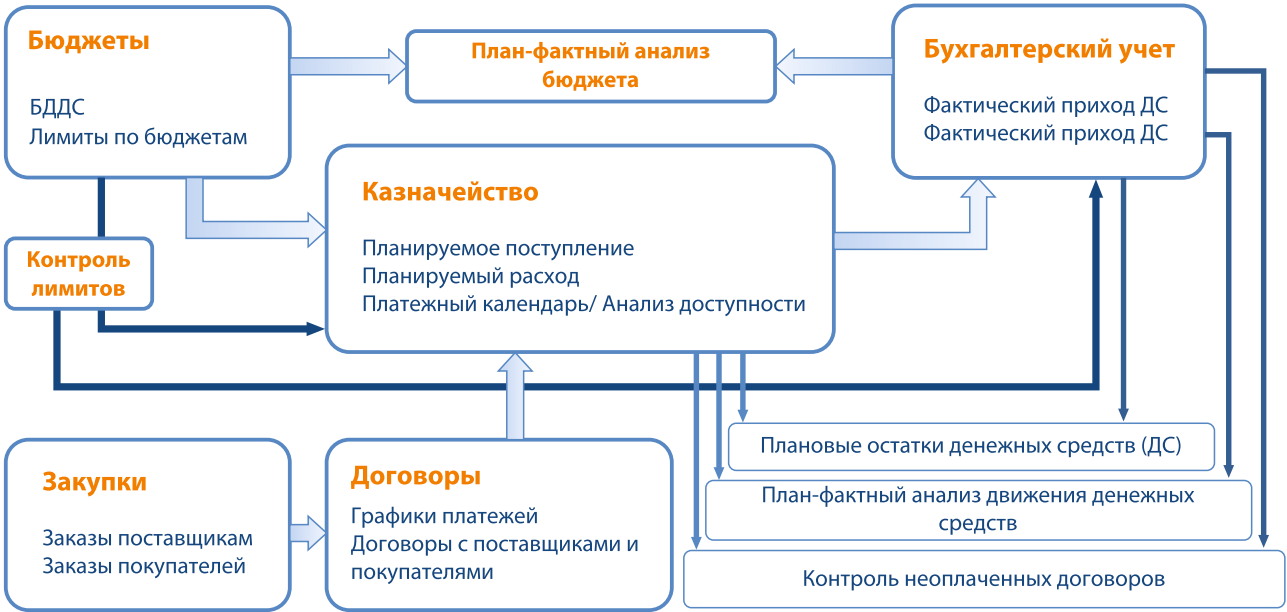 Бюджеты
БДДС
Лимиты по бюджетам
План-фактный анализ
бюджета
Бухгалтерский учет
Фактический приход ДС
Фактический приход ДС
Казначейство
Планируемое поступление
Планируемый расход
Платежный календарь/ Анализ доступности
Контроль
лимитов
Закупки
Заказы поставщикам
Заказы покупателей
Договоры
Графики платежей
Договоры с поставщиками и
покупателями
Плановые остатки денежных средств (ДС)
План-фактный анализ движения денежных
средств
Контроль неоплаченных договоров